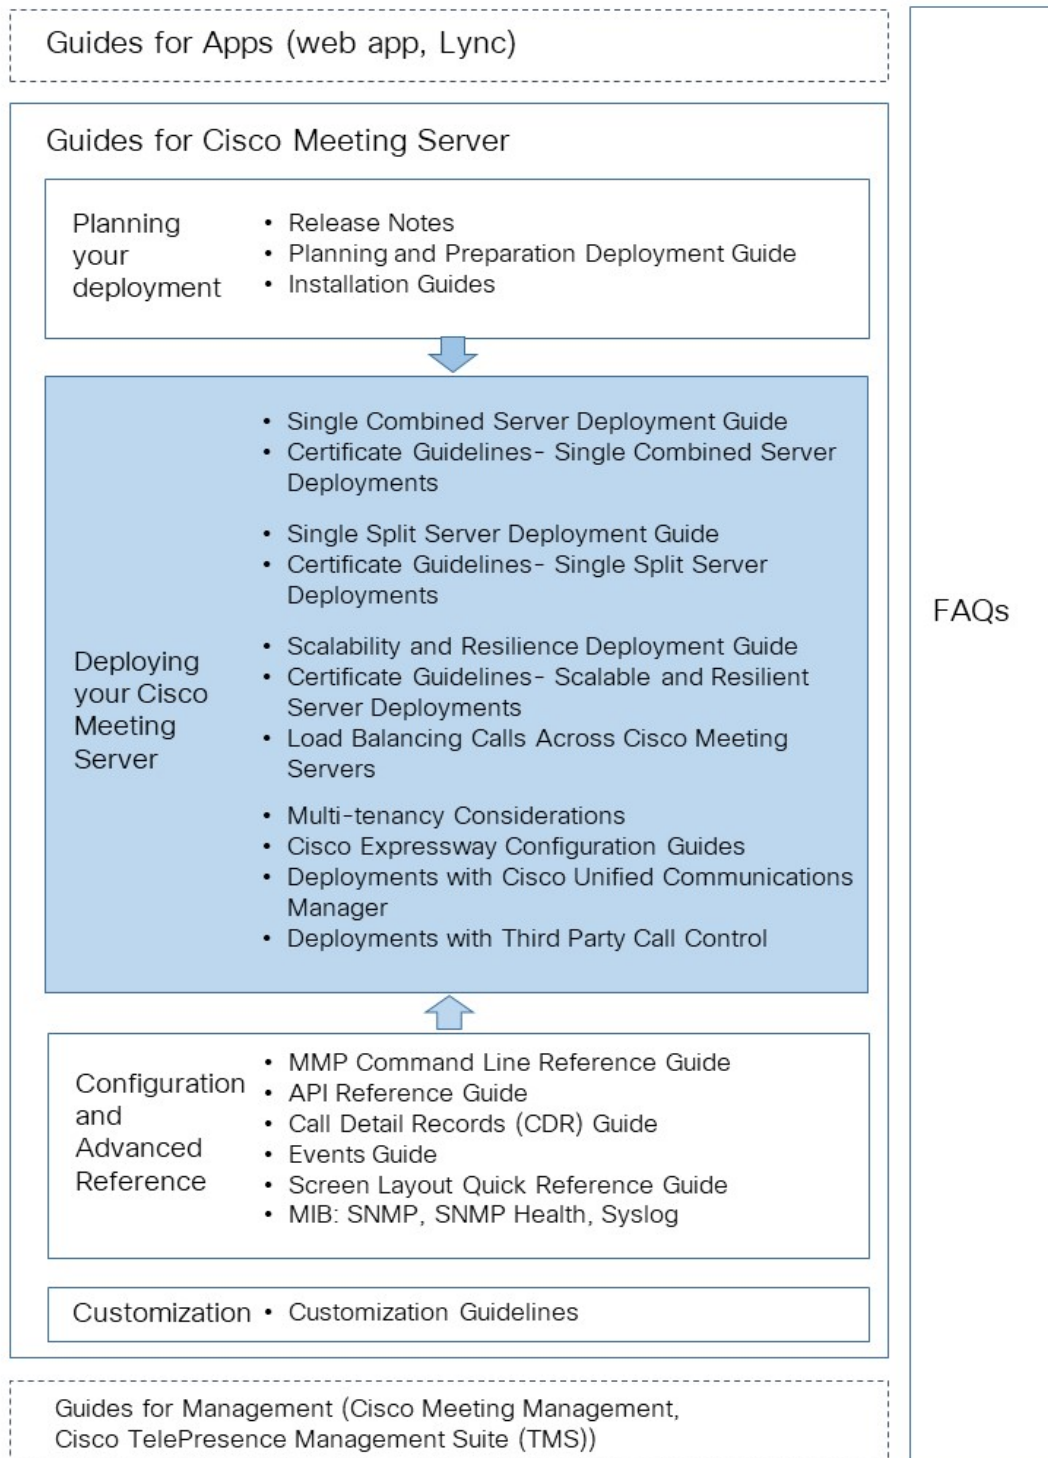 Guides for Apps (web app, Lync)
Guides for Cisco Meeting Server
Planning
your
deployment
• Release Notes
• Planning and Preparation Deployment Guide
• Installation Guides
Deploying
your Cisco
Meeting
Server
• Single Combined Server Deployment Guide
• Certificate Guidelines- Single Combined Server
Deployments
• Single Split Server Deployment Guide
• Certificate Guidelines- Single Split Server
Deployments
• Scalability and Resilience Deployment Guide
• Certificate Guidelines- Scalable and Resilient
Server Deployments
• Load Balancing Calls Across Cisco Meeting
Servers
• Multi-tenancy Considerations
• Cisco Expressway Configuration Guides
• Deployments with Cisco Unified Communications
Manager
• Deployments with Third Party Call Control
Configuration
and
Advanced
Reference
• MMP Command Line Reference Guide
• API Reference Guide
• Call Detail Records (CDR) Guide
• Events Guide
• Screen Layout Quick Reference Guide
• MIB: SNMP, SNMP Health, Syslog
Customization • Customization Guidelines
Guides for Management (Cisco Meeting Management,
Cisco TelePresence Management Suite (TMS))
FAQs